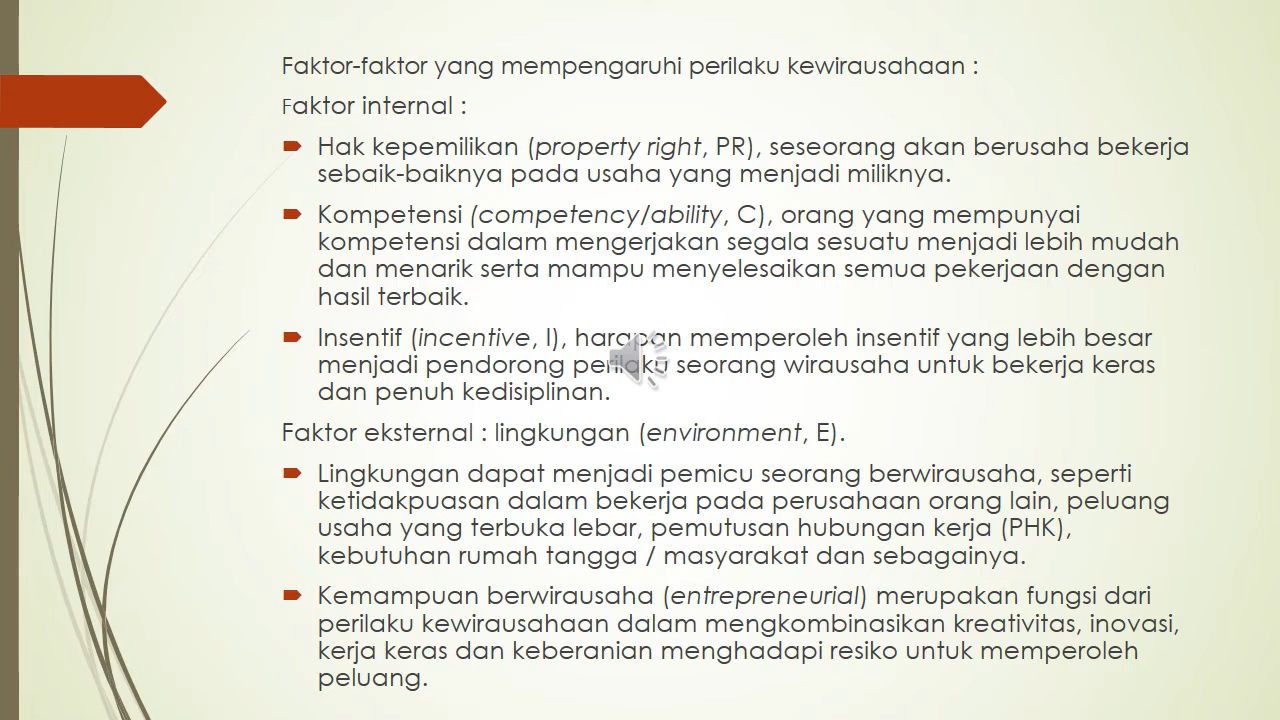 Faktor-faktor yang mempengaruhi perilaku kewirausahaan :
Faktor internal :
Hak kepemilikan (property right, PR), seseorang akan berusaha bekerja
sebaik-baiknya pada usaha yang menjadi miliknya.
Kompetensi (competency/ability, C), orang yang mempunyai
kompetensi dalam mengerjakan segala sesuatu menjadi lebih mudah
dan menarik serta mampu menyelesaikan semua pekerjaan dengan
hasil terbaik.
Insentif (incentive, I), harapan memperoleh insentif yang lebih besar
menjadi pendorong perilaku seorang wirausaha untuk bekerja keras
dan penuh kedisiplinan.
Faktor eksternal : lingkungan (environment, E).
Lingkungan dapat menjadi pemicu seorang berwirausaha, seperti
ketidakpuasan dalam bekerja pada perusahaan orang lain, peluang
usaha yang terbuka lebar, pemutusan hubungan kerja (PHK),
kebutuhan rumah tangga / masyarakat dan sebagainya.
Kemampuan berwirausaha (entrepreneurial) merupakan fungsi dari
perilaku kewirausahaan dalam mengkombinasikan kreativitas, inovasi,
kerja keras dan keberanian menghadapi resiko untuk memperoleh
peluang.